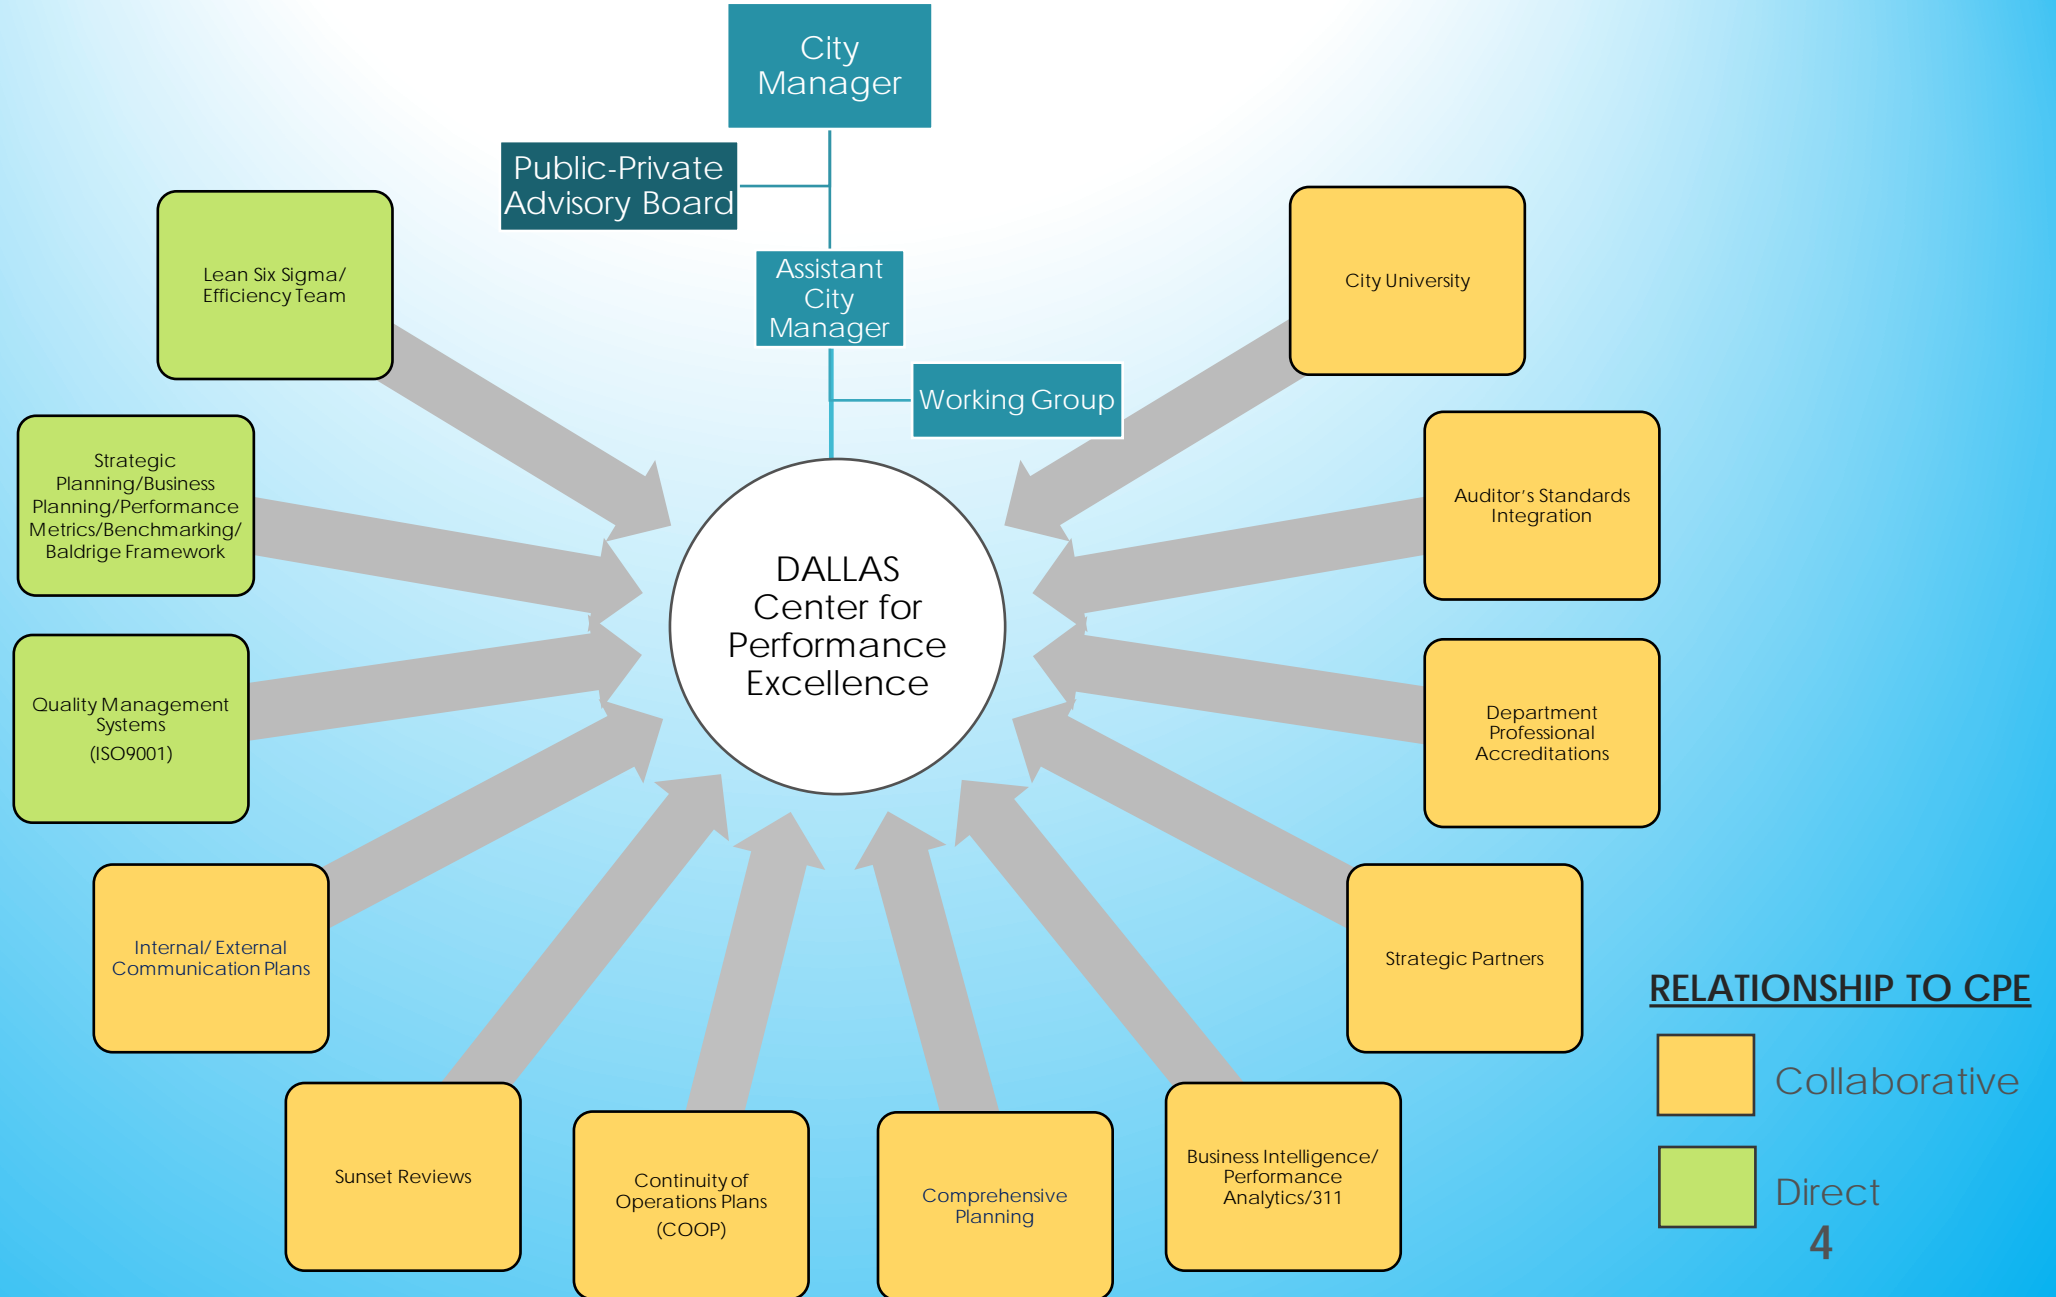 City
Manager
Public-Private
Advisory Board
Assistant
City
Manager
Working Group
Lean Six Sigma/
Efficiency Team
Strategic
Planning/Business
Planning/Performance
Metrics/Benchmarking/
Baldrige Framework
Quality Management
Systems
(ISO9001)
Internal/ External
Communication Plans
Sunset Reviews
Continuity of
Operations Plans
(COOP)
Comprehensive
Planning
Business Intelligence/
Performance
Analytics/311
Strategic Partners
Department
Professional
Accreditations
Auditor's Standards
Integration
City University
DALLAS
Center for
Performance
Excellence
RELATIONSHIP TO CPE
Collaborative
Direct
4